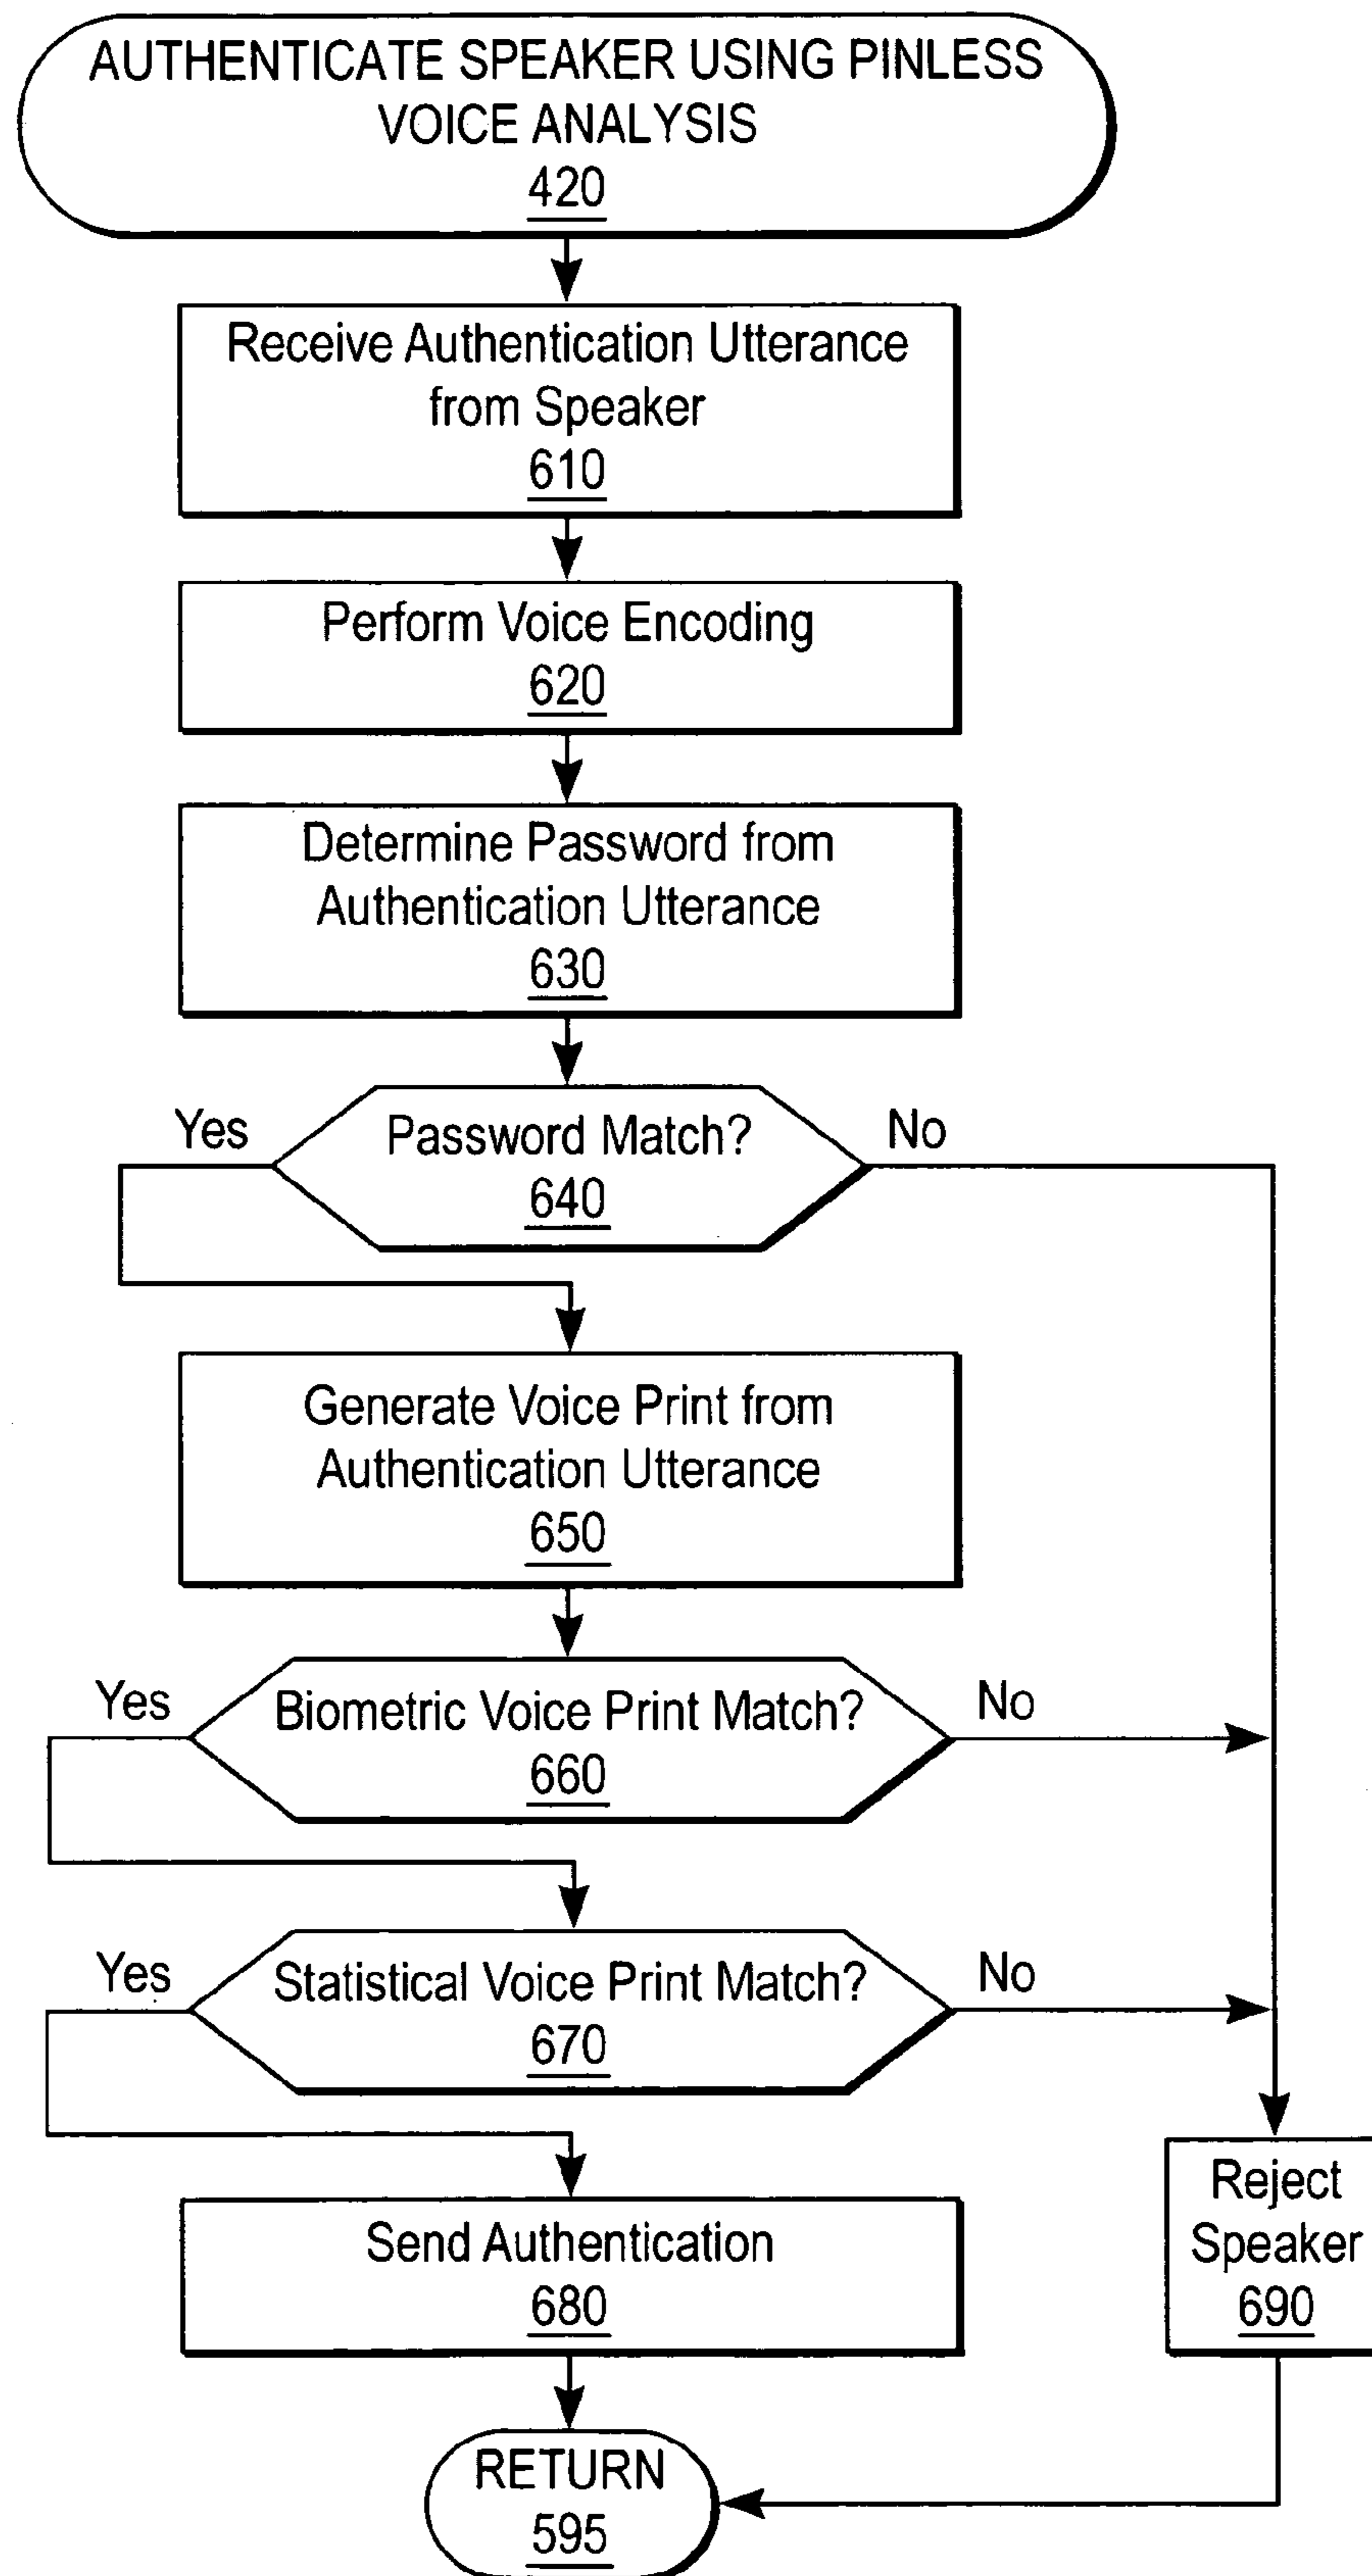 AUTHENTICATE SPEAKER USING PINLESS
VOICE ANALYSIS
420
Receive Authentication Utterance
from Speaker
610
Perform Voice Encoding
620
Determine Password from
Authentication Utterance
630
Yes
Password Match?
No
640
Generate Voice Print from
Authentication Utterance
650
Yes
Biometric Voice Print Match?
No
660
Yes
Statistical Voice Print Match?
No
670
Send Authentication
680
Reject
Speaker
690
RETURN
595